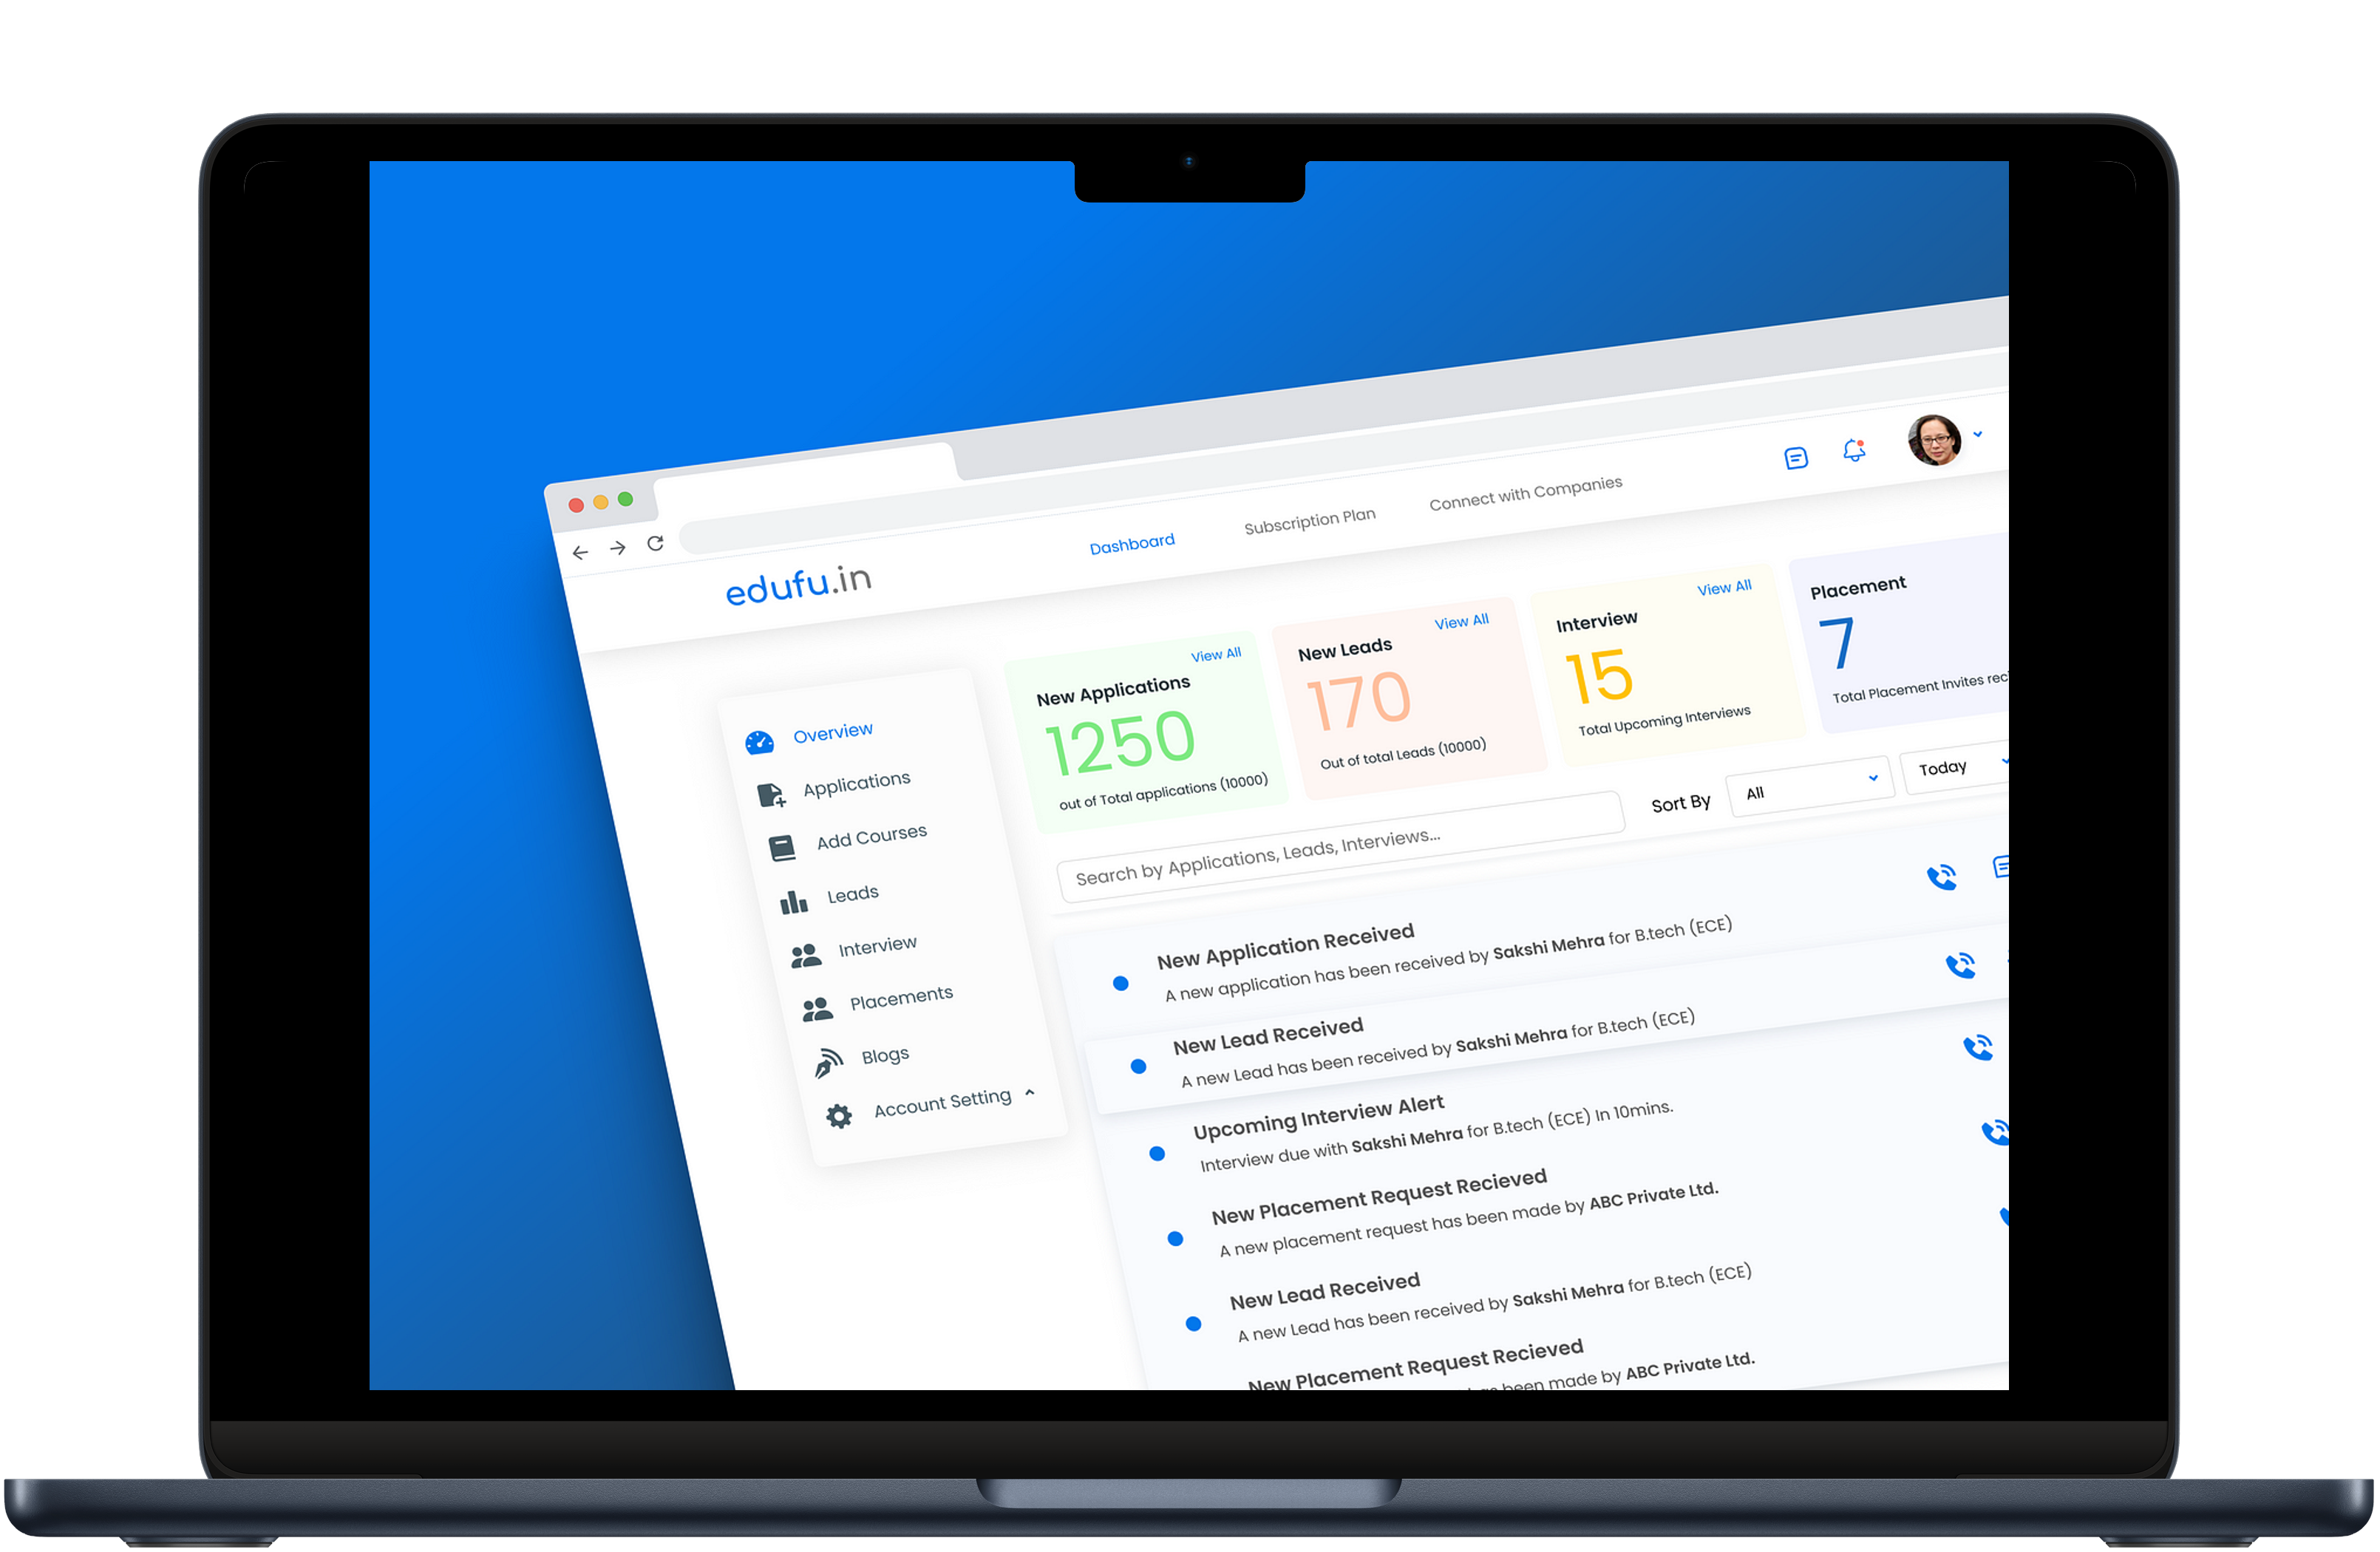 edufu.in
Dashboard
Subscription Plan
Connect with Companies
Overview
Applications
Add Courses
Leads
Interview
Placements
Blogs
Account Setting
View All
New Applications
1250
out of Total applications (10000)
View All
New Leads
170
Out of total Leads (10000)
View All
Interview
15
Total Upcoming Interviews
Placement
7
Total Placement Invites
Search by Applications, Leads, Interviews...
Sort By
All
Today
New Application Received
A new application has been received by Sakshi Mehra for B.tech (ECE)
New Lead Received
A new Lead has been received by Sakshi Mehra for B.tech (ECE)
Upcoming Interview Alert
Interview due with Sakshi Mehra for B.tech (ECE) In 10mins.
New Placement Request Recieved
A new placement request has been made by ABC Private Ltd.
New Lead Received
A new Lead has been received by Sakshi Mehra for B.tech (ECE)
New Placement Request Recieved
has been made by ABC Private Ltd.